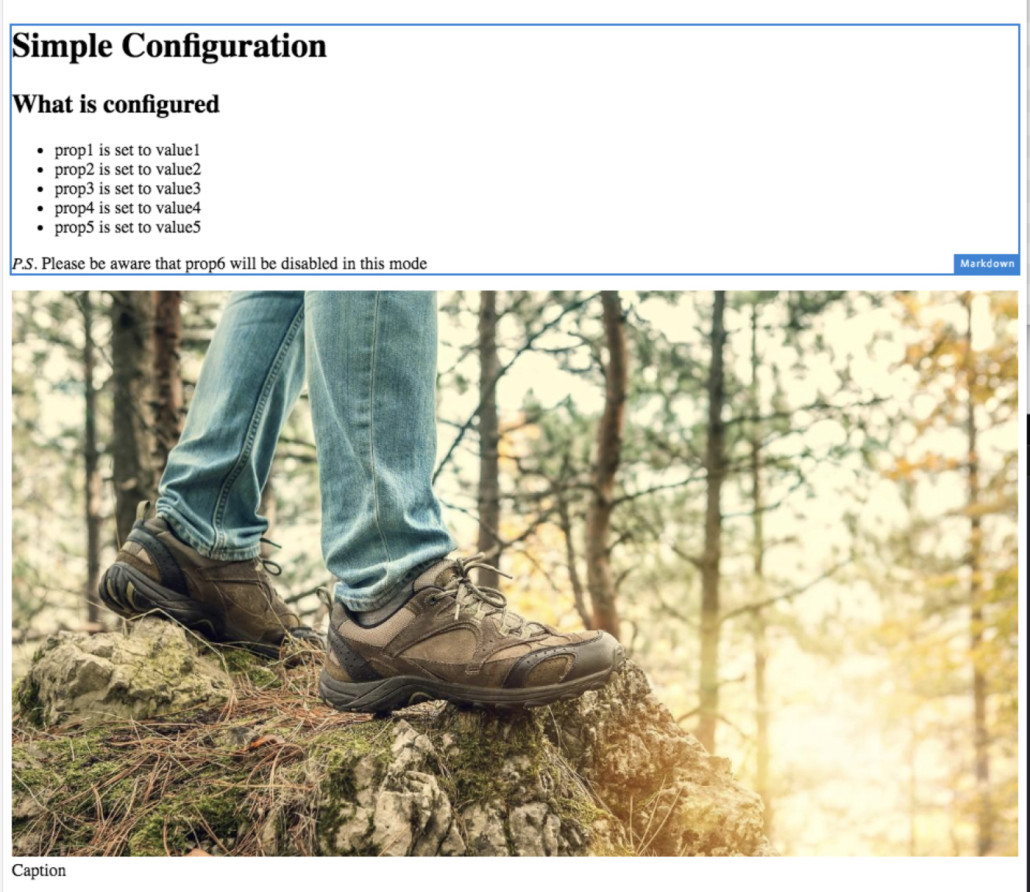 Simple Configuration
What is configured
• prop1 is set to value1
• prop2 is set to value2
• prop3 is set to value3
• prop4 is set to value4
• prop5 is set to value5
P.S. Please be aware that prop6 will be disabled in this mode
Markdown
Caption